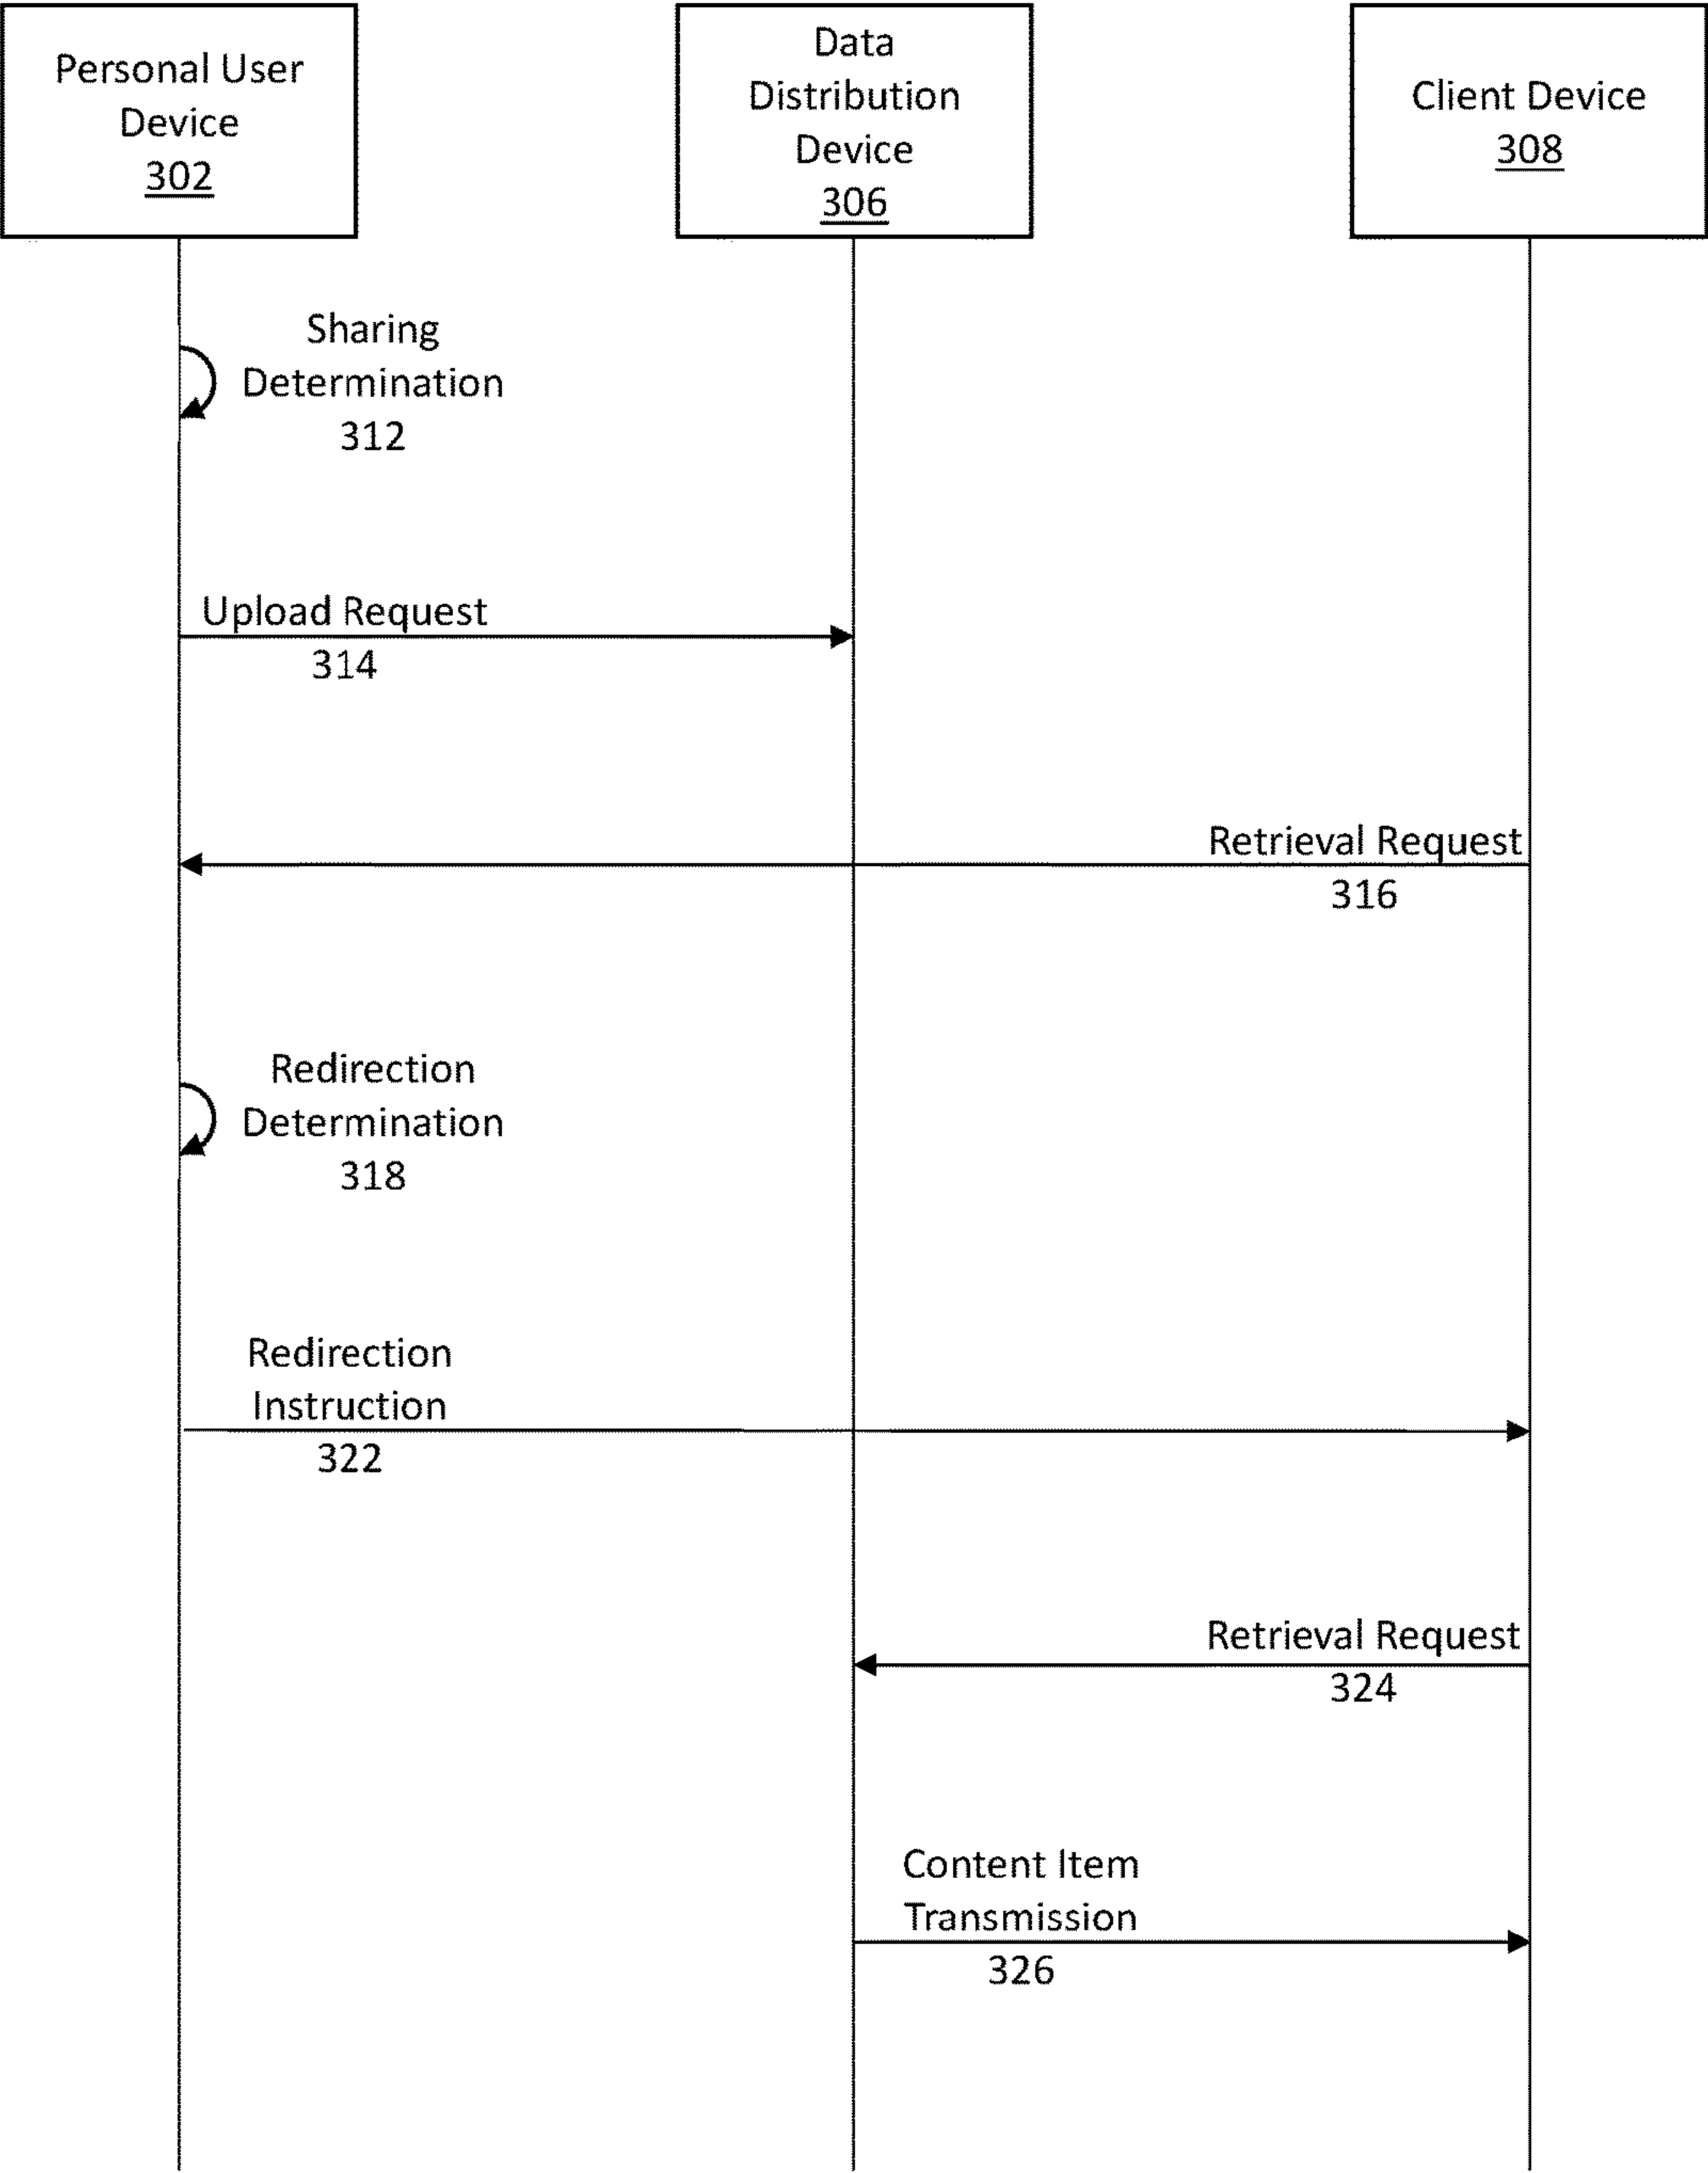 Personal User
Device
302
Data
Distribution
Device
306
Client Device
308
Sharing
Determination
312
Upload Request
314
Retrieval Request
316
Redirection
Determination
318
Redirection
Instruction
322
Retrieval Request
324
Content Item
Transmission
326